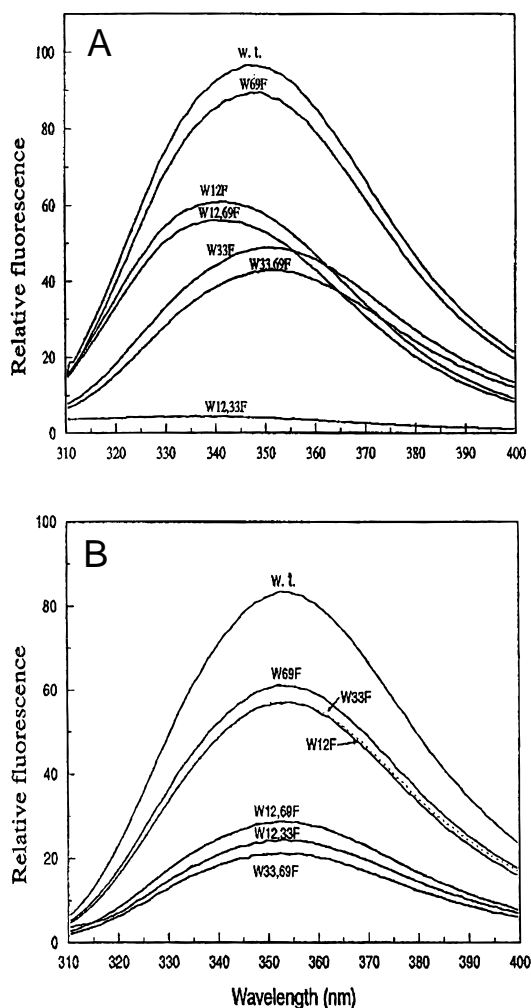 A
Relative fluorescence
100
80
60
40
20
0
w. t.
W69F
W12F
W12,69F
W33F
W33,69F
W12,33F
310 320 330 340 350 360 370 380 390 400
B
Relative fluorescence
100
80
60
40
20
0
w. t.
W69F
W33F
W12F
W12,69F
W12,33F
W33,69F
310 320 330 340 350 360 370 380 390 400
Wavelength (nm)